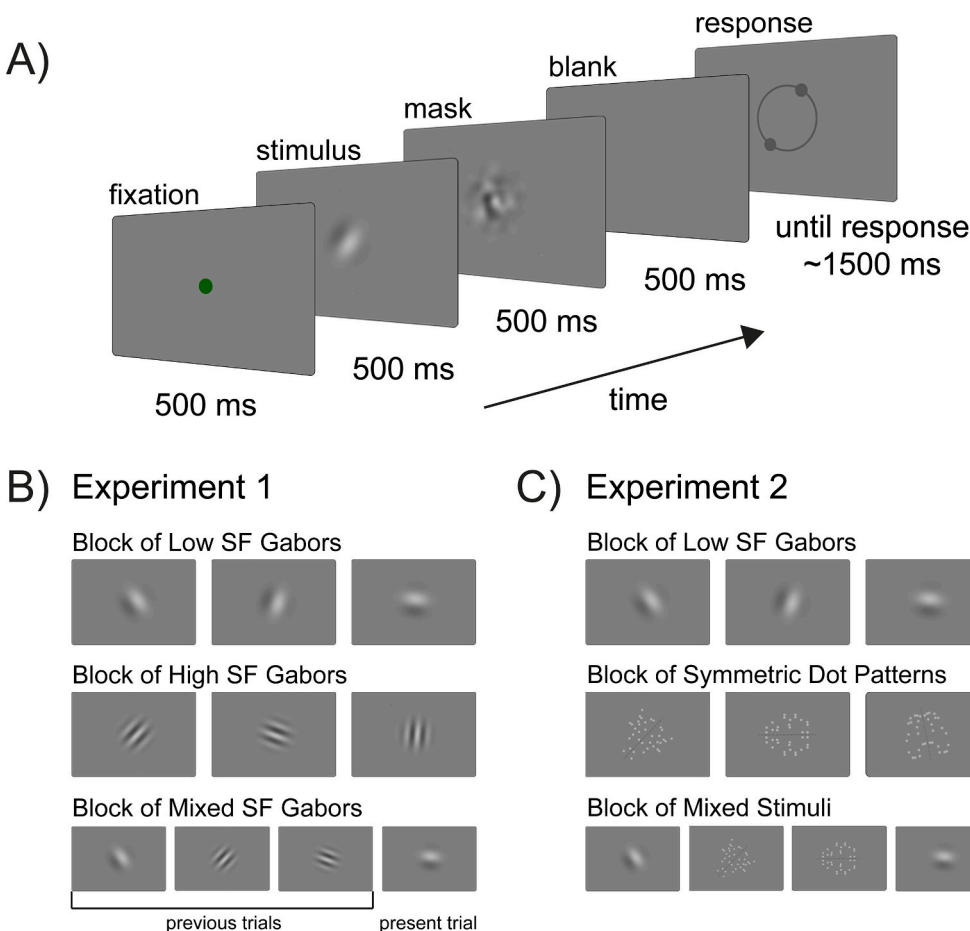 A)
fixation
stimulus
mask
blank
response
500 ms
500 ms
500 ms
500 ms
until response
~1500 ms
time
B) Experiment 1
Block of Low SF Gabors
Block of High SF Gabors
Block of Mixed SF Gabors
previous trials
present trial
C) Experiment 2
Block of Low SF Gabors
Block of Symmetric Dot Patterns
Block of Mixed Stimuli